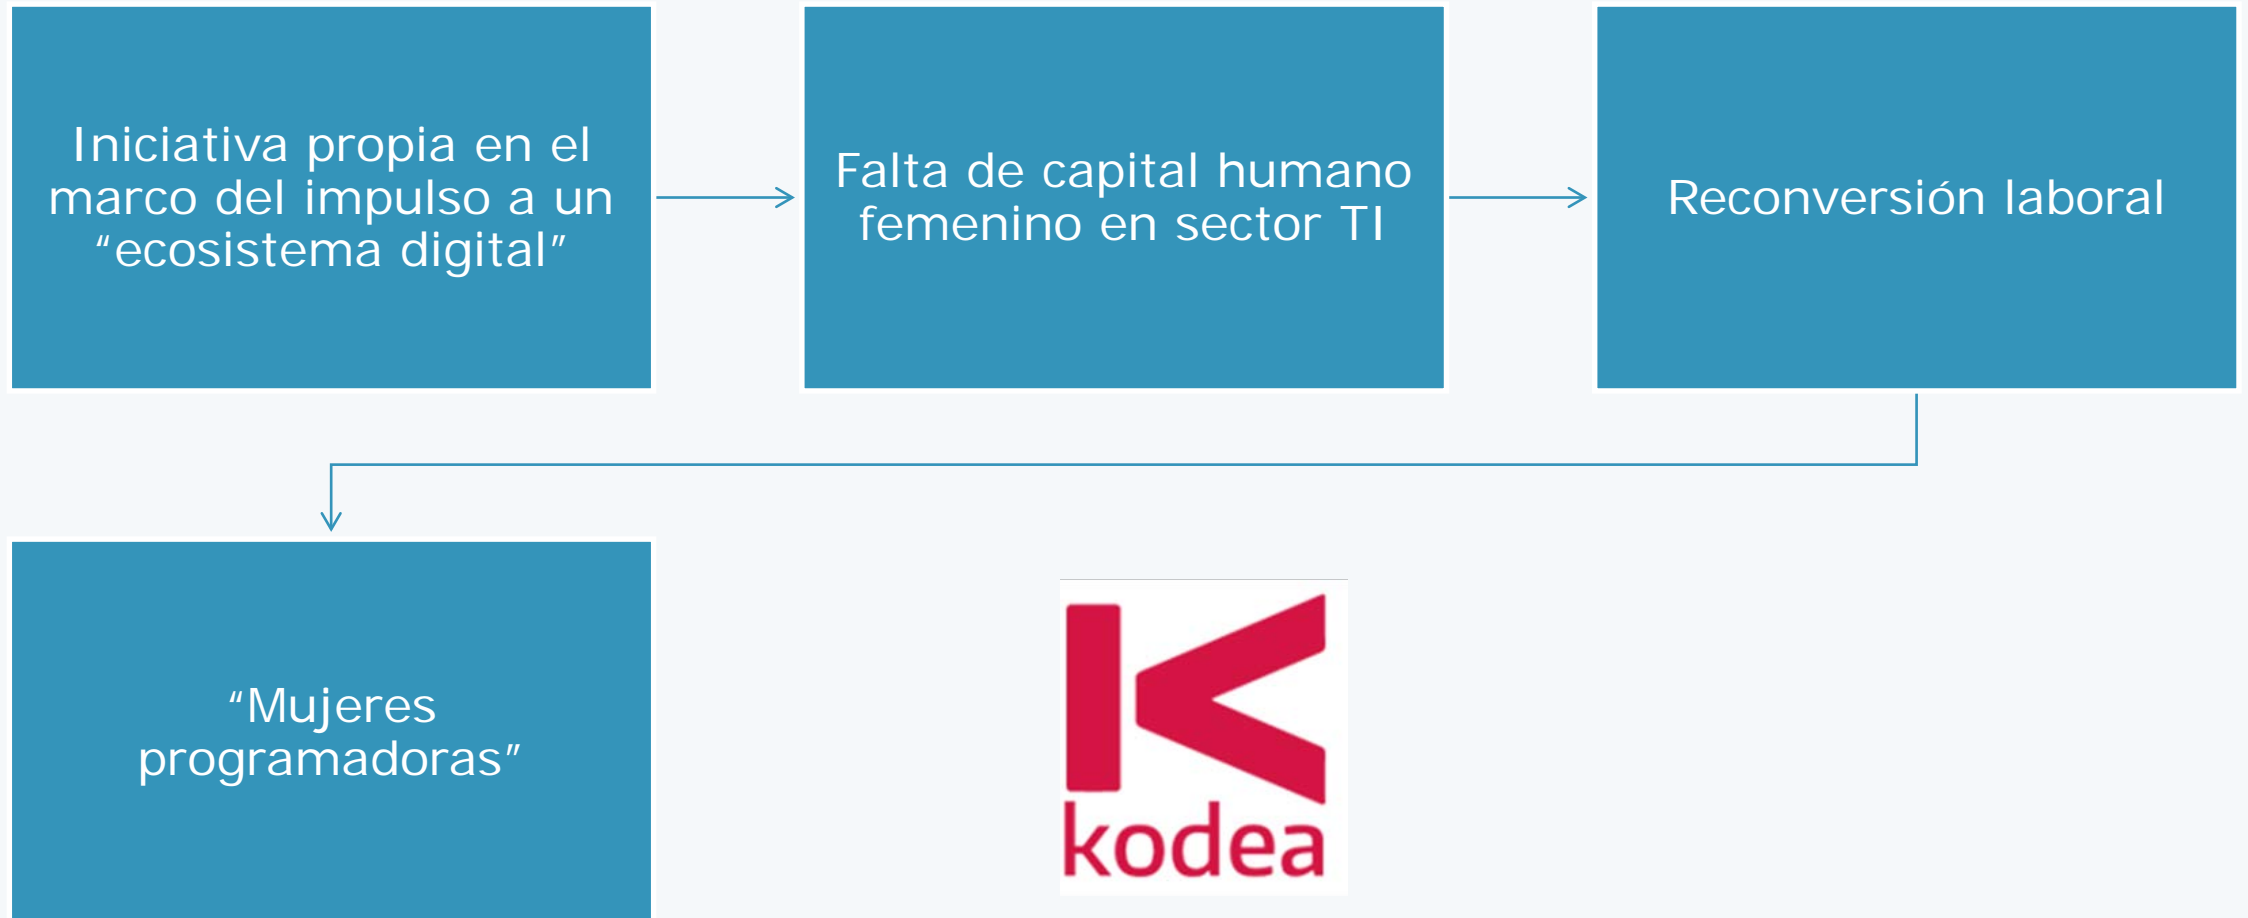 Iniciativa propia en el
marco del impulso a un
“ecosistema digital”
Falta de capital humano
femenino en sector TI
Reconversión laboral
“Mujeres
programadoras”
kodea